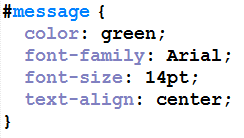 #message {
  color: green;
  font-family: Arial;
  font-size: 14pt;
  text-align: center;
}